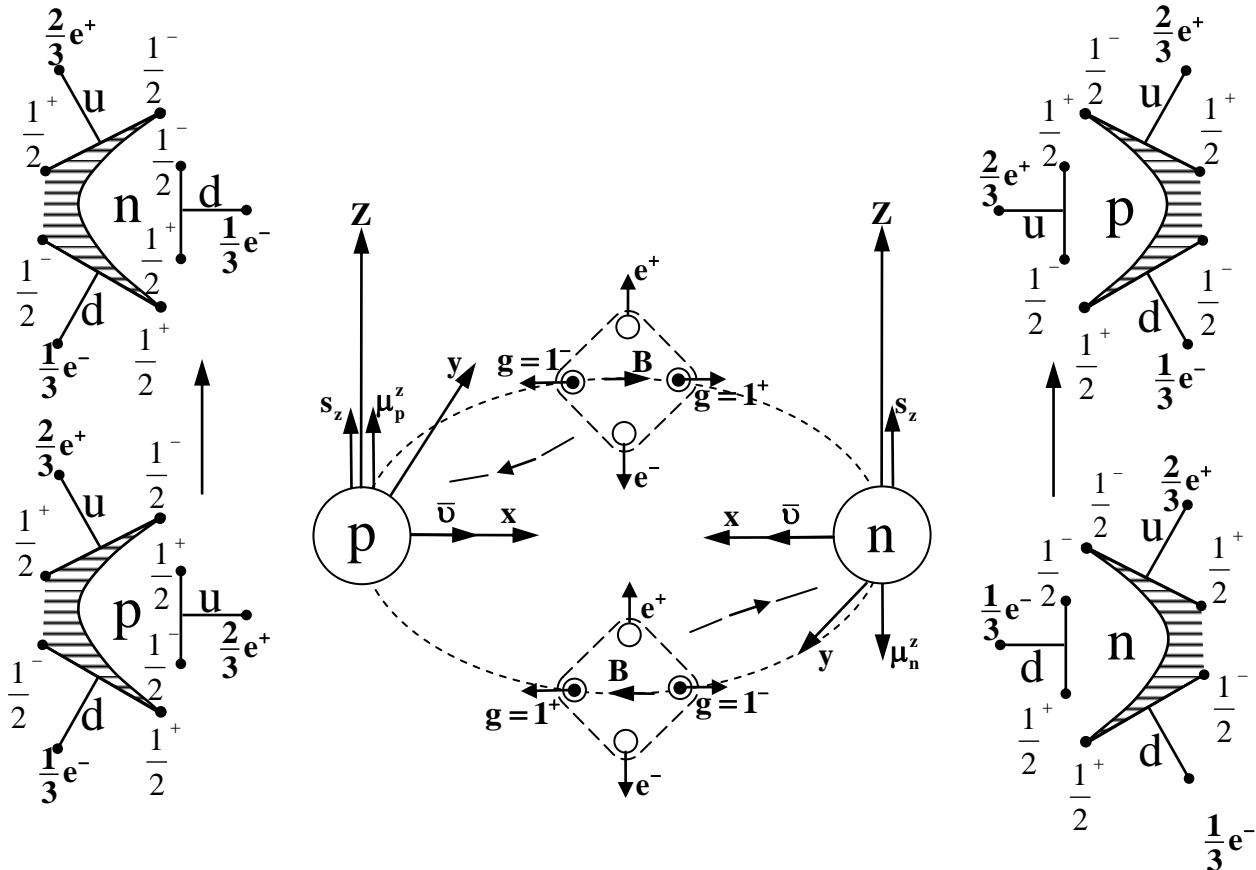 2/3 e⁺
u
1/2⁻
1/2⁺
1/2⁻
n
d
1/3 e⁻
1/2⁺
1/2⁻
d
1/3 e⁻
1/2⁺
2/3 e⁺
u
1/2⁻
1/2⁺
1/2⁺
p
u
2/3 e⁺
1/2⁻
1/2⁻
d
1/3 e⁻
1/2⁺
Z
y
s_z
μ_p^z
p
ῡ
x
e⁺
g = 1⁻
B
g = 1⁺
e⁻
Z
s_z
x
ῡ
n
y
μ_n^z
e⁺
B
g = 1⁺
g = 1⁻
e⁻
2/3 e⁺
1/2⁻
u
1/2⁺
1/2⁺
2/3 e⁺
u
p
1/2⁻
1/2⁻
d
1/2⁺
1/3 e⁻
2/3 e⁺
1/2⁻
u
1/2⁻
1/2⁺
1/3 e⁻
d
n
1/2⁺
1/2⁻
d
1/2⁺
1/3 e⁻